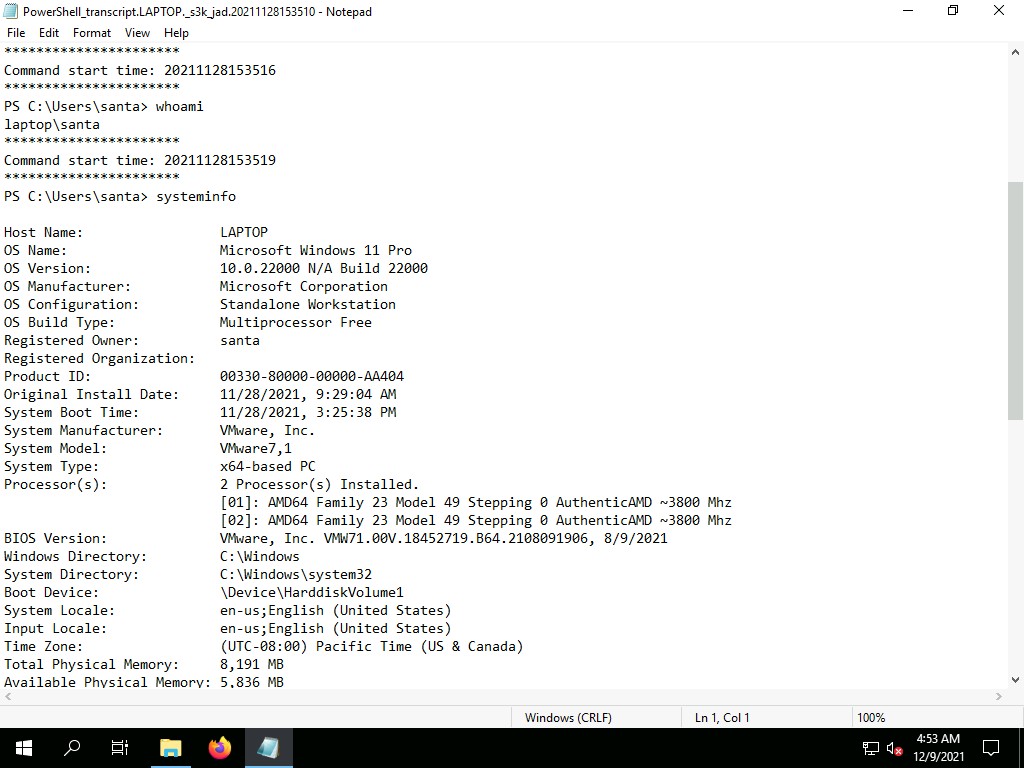 PowerShell_transcript.LAPTOP._s3k_jad.20211128153510 - Notepad
File Edit Format View Help
**********************
Command start time: 20211128153516
**********************
PS C:\Users\santa> whoami
laptop\santa
**********************
Command start time: 20211128153519
**********************
PS C:\Users\santa> systeminfo
Host Name: LAPTOP
OS Name: Microsoft Windows 11 Pro
OS Version: 10.0.22000 N/A Build 22000
OS Manufacturer: Microsoft Corporation
OS Configuration: Standalone Workstation
OS Build Type: Multiprocessor Free
Registered Owner: santa
Registered Organization:
Product ID: 00330-80000-00000-AA404
Original Install Date: 11/28/2021, 9:29:04 AM
System Boot Time: 11/28/2021, 3:25:38 PM
System Manufacturer: VMware, Inc.
System Model: VMware7,1
System Type: x64-based PC
Processor(s): 2 Processor(s) Installed.
[01]: AMD64 Family 23 Model 49 Stepping 0 AuthenticAMD ~3800 Mhz
[02]: AMD64 Family 23 Model 49 Stepping 0 AuthenticAMD ~3800 Mhz
BIOS Version: VMware, Inc. VMW71.00V.18452719.B64.2108091906, 8/9/2021
Windows Directory: C:\Windows
System Directory: C:\Windows\system32
Boot Device: \Device\HarddiskVolume1
System Locale: en-us;English (United States)
Input Locale: en-us;English (United States)
Time Zone: (UTC-08:00) Pacific Time (US & Canada)
Total Physical Memory: 8,191 MB
Available Physical Memory: 5,836 MB
Windows (CRLF) Ln 1, Col 1 100%
4:53 AM
12/9/2021